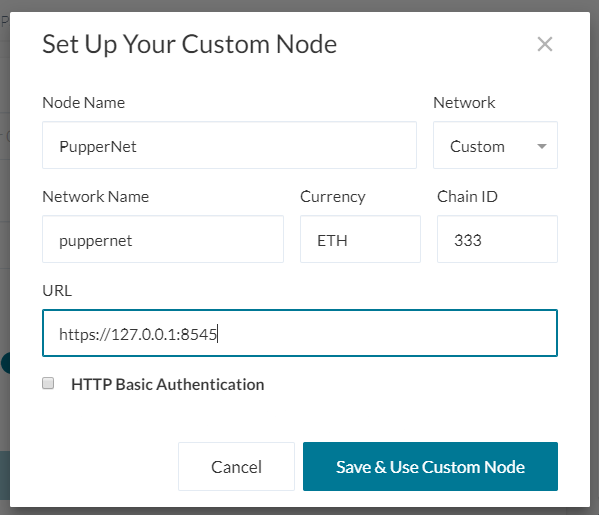 Set Up Your Custom Node
Node Name
Network
PupperNet
Custom
Network Name
Currency
Chain ID
puppernet
ETH
333
URL
https://127.0.0.1:8545
HTTP Basic Authentication
Cancel
Save & Use Custom Node